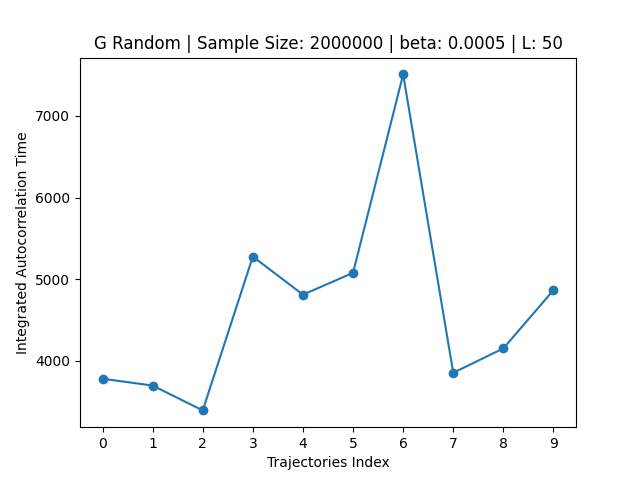 G Random | Sample Size: 2000000 | beta: 0.0005 | L: 50
Integrated Autocorrelation Time
7000
6000
5000
4000
0 1 2 3 4 5 6 7 8 9
Trajectories Index